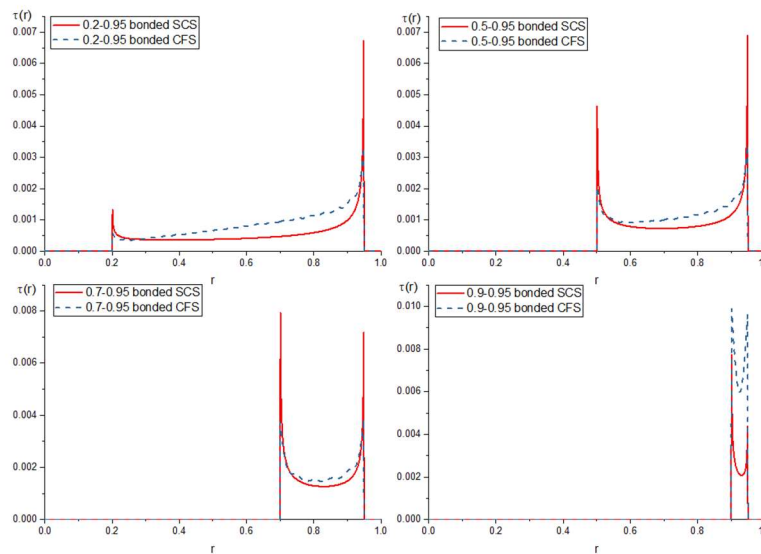 τ(r)
0.2-0.95 bonded SCS
0.2-0.95 bonded CFS
0.007
0.006
0.005
0.004
0.003
0.002
0.001
0.000
0.0 0.2 0.4 0.6 0.8 1.0
r
τ(r)
0.5-0.95 bonded SCS
0.5-0.95 bonded CFS
0.007
0.006
0.005
0.004
0.003
0.002
0.001
0.000
0.0 0.2 0.4 0.6 0.8 1.0
r
τ(r)
0.7-0.95 bonded SCS
0.7-0.95 bonded CFS
0.008
0.006
0.004
0.002
0.000
0.0 0.2 0.4 0.6 0.8 1.0
r
τ(r)
0.9-0.95 bonded SCS
0.9-0.95 bonded CFS
0.010
0.008
0.006
0.004
0.002
0.000
0.0 0.2 0.4 0.6 0.8
r